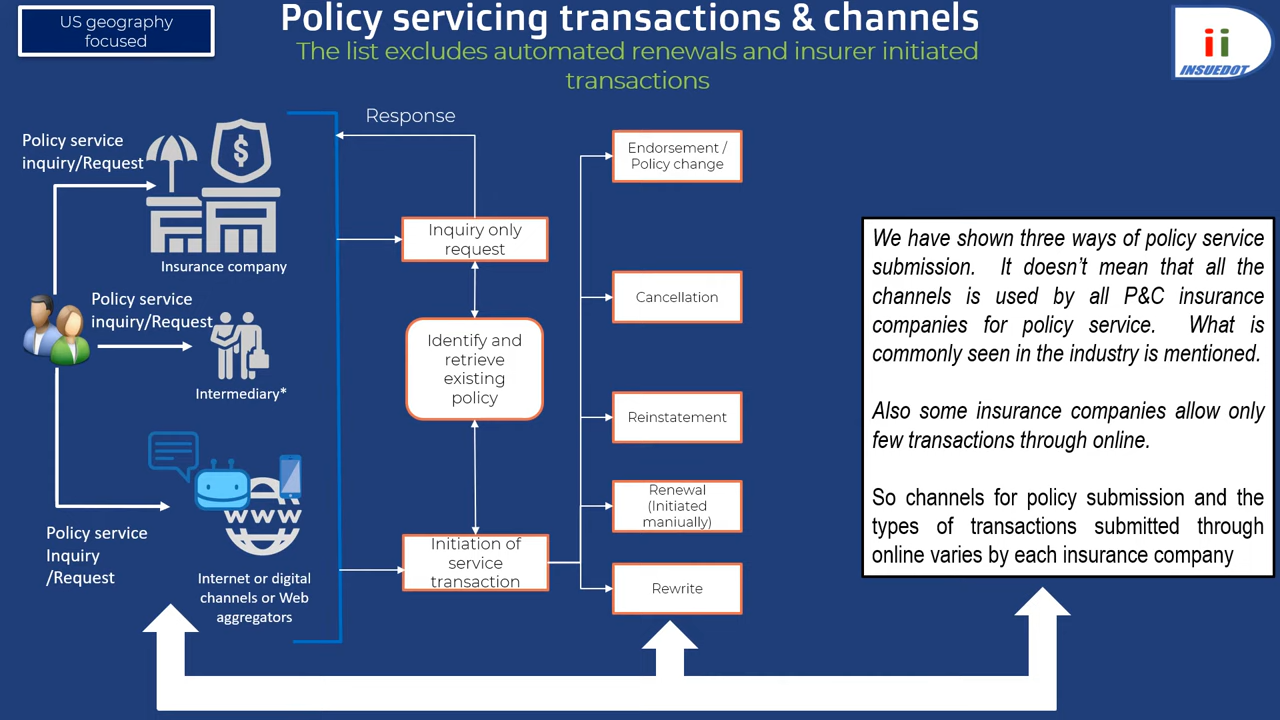 US geography
focused
Policy servicing transactions & channels
The list excludes automated renewals and insurer initiated
transactions
ii
INSUEDOT
Policy service
inquiry/Request
$
Insurance company
Policy service
inquiry/Request
Intermediary*
www
Policy service
Inquiry
/Request
Internet or digital
channels or Web
aggregators
Response
Inquiry only
request
Identify and
retrieve
existing
policy
Initiation of
service
transaction
Endorsement /
Policy change
Cancellation
Reinstatement
Renewal
(Initiated
maniually)
Rewrite
We have shown three ways of policy service
submission. It doesn’t mean that all the
channels is used by all P&C insurance
companies for policy service. What is
commonly seen in the industry is mentioned.
Also some insurance companies allow only
few transactions through online.
So channels for policy submission and the
types of transactions submitted through
online varies by each insurance company